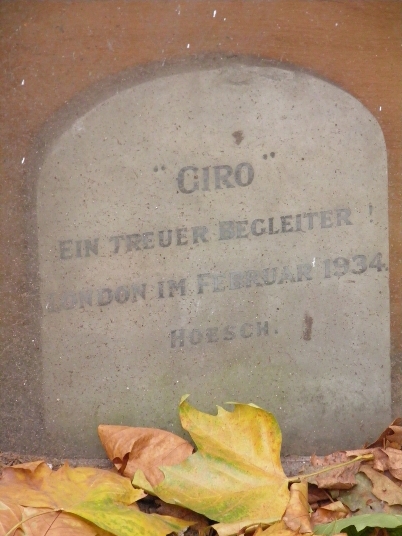 "GIRO"
EIN TREUER BEGLEITER !
LONDON IM FEBRUAR 1934.
HOESCH.